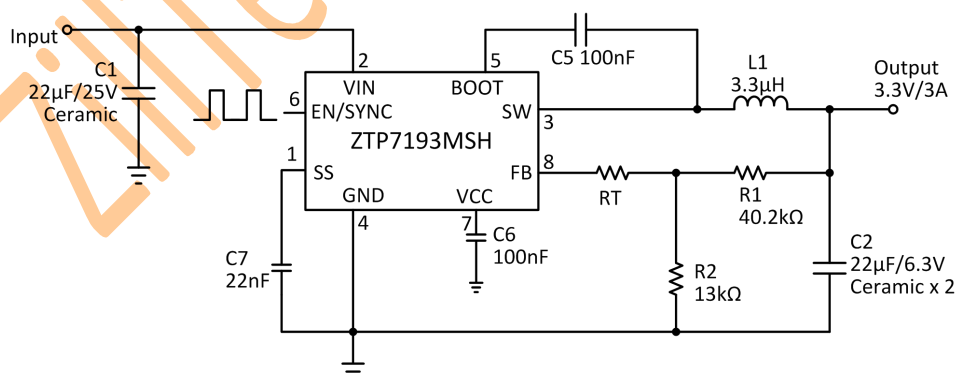 Input
C1
22μF/25V
Ceramic
2
VIN
5
BOOT
C5 100nF
L1
3.3μH
Output
3.3V/3A
6
EN/SYNC
SW
3
ZTP7193MSH
1
SS
FB
8
RT
R1
40.2kΩ
GND
4
VCC
7
C6
100nF
C7
22nF
R2
13kΩ
C2
22μF/6.3V
Ceramic x 2